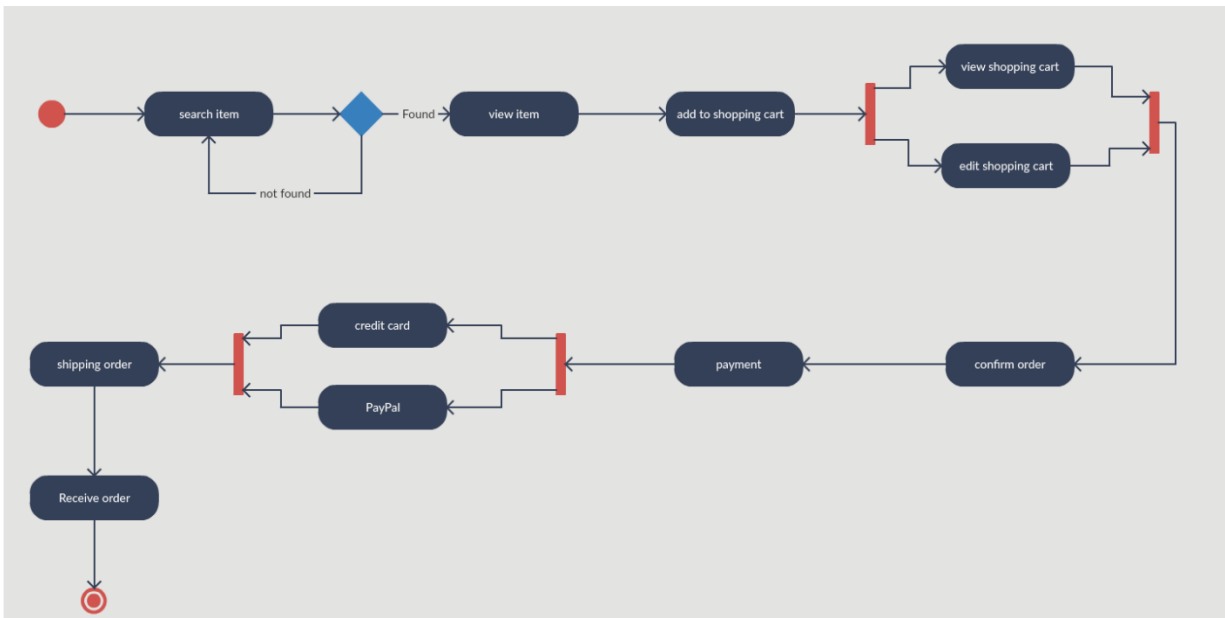 search item
Found
view item
add to shopping cart
view shopping cart
edit shopping cart
not found
credit card
PayPal
shipping order
payment
confirm order
Receive order